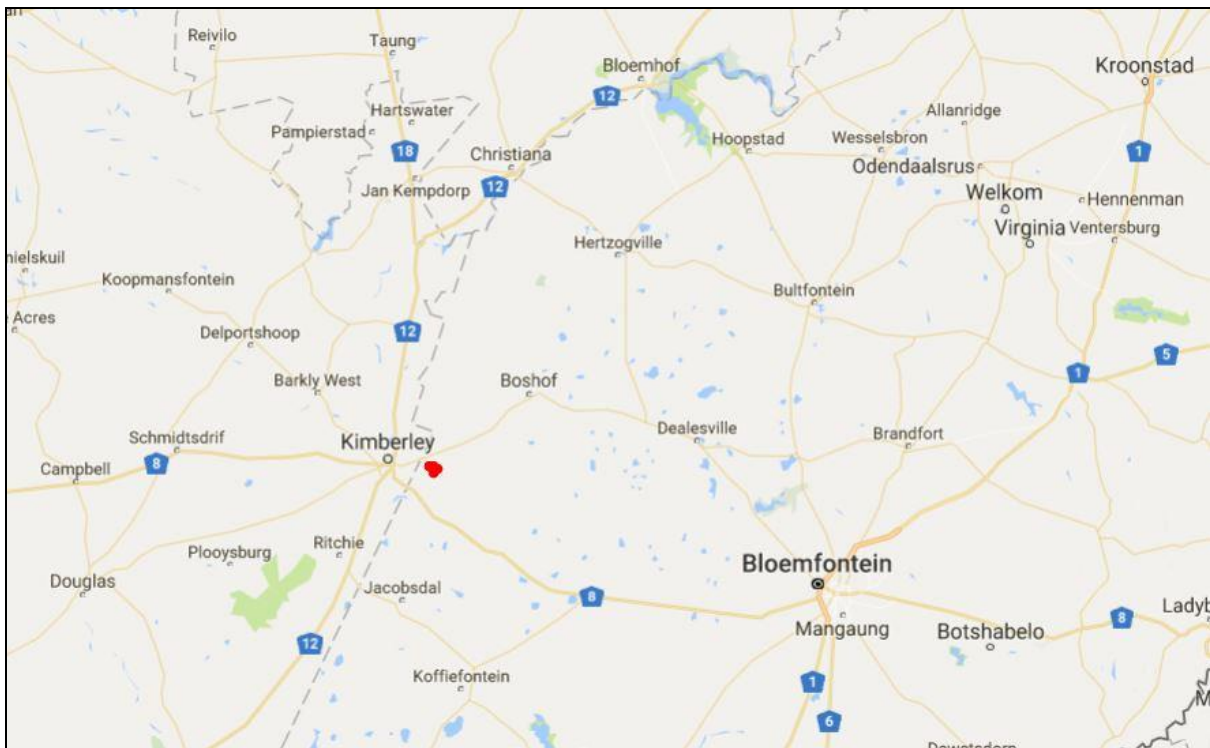 Reivilo
Taung
Bloemhof
Kroonstad
12
Hartswater
Allanridge
Pampierstad
Hoopstad
Wesselsbron
18
Christiana
1
Odendaalsrus
Jan Kempdorp
12
Welkom
Hennenman
Virginia
Ventersburg
Hertzogville
nielskuil
Koopmansfontein
Bultfontein
Acres
Delportshoop
12
5
Barkly West
Boshof
1
Dealesville
Kimberley
Schmidtsdrif
Brandfort
Campbell
8
Ritchie
Plooysburg
Bloemfontein
Douglas
Jacobsdal
8
Ladyb
8
Mangaung
Botshabelo
12
Koffiefontein
1
M
6